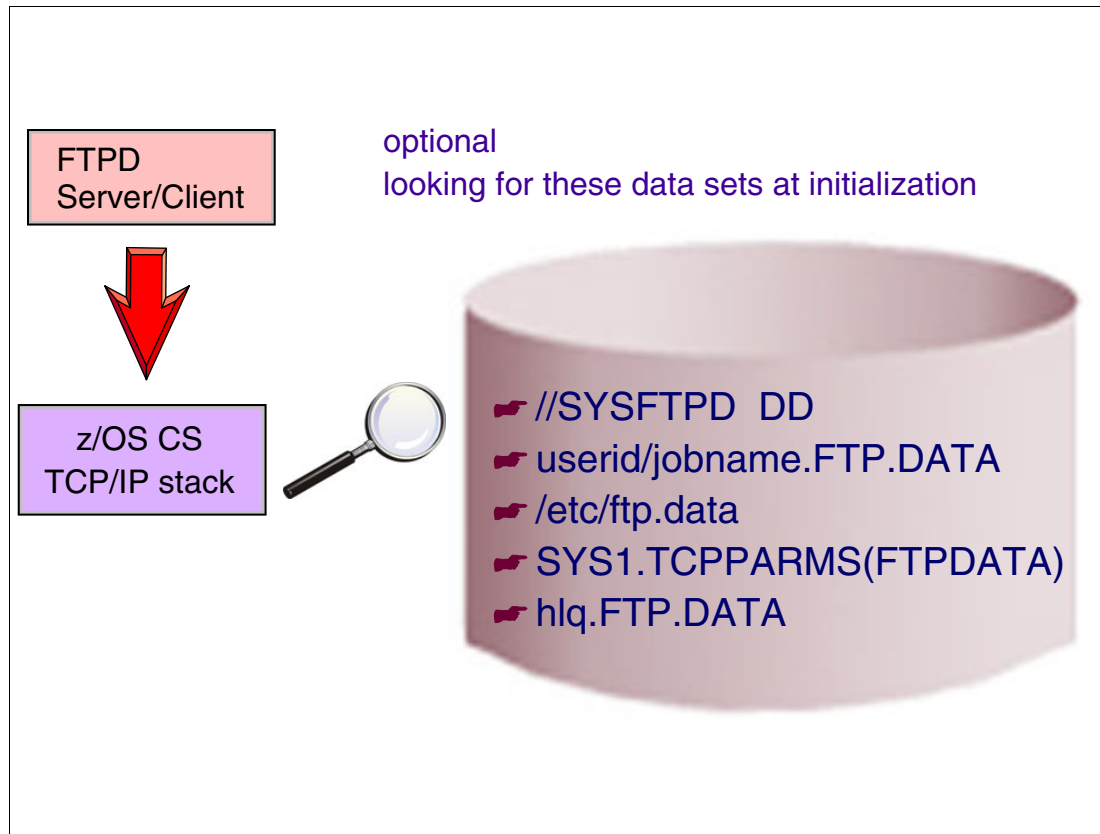 FTPD
Server/Client
optional
looking for these data sets at initialization
z/OS CS
TCP/IP stack
//SYSFTPD DD
userid/jobname.FTP.DATA
/etc/ftp.data
SYS1.TCPPARMS(FTPDATA)
hlq.FTP.DATA